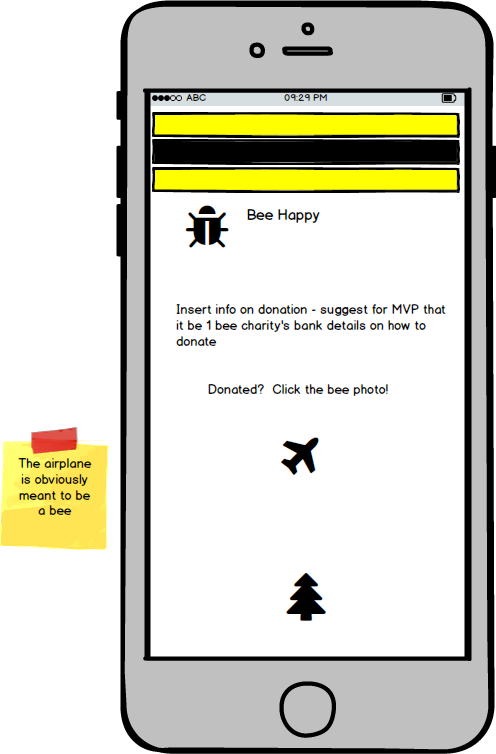 ABC 09:29 PM
Bee Happy
Insert info on donation - suggest for MVP that
it be 1 bee charity's bank details on how to
donate
Donated? Click the bee photo!
The airplane
is obviously
meant to be
a bee